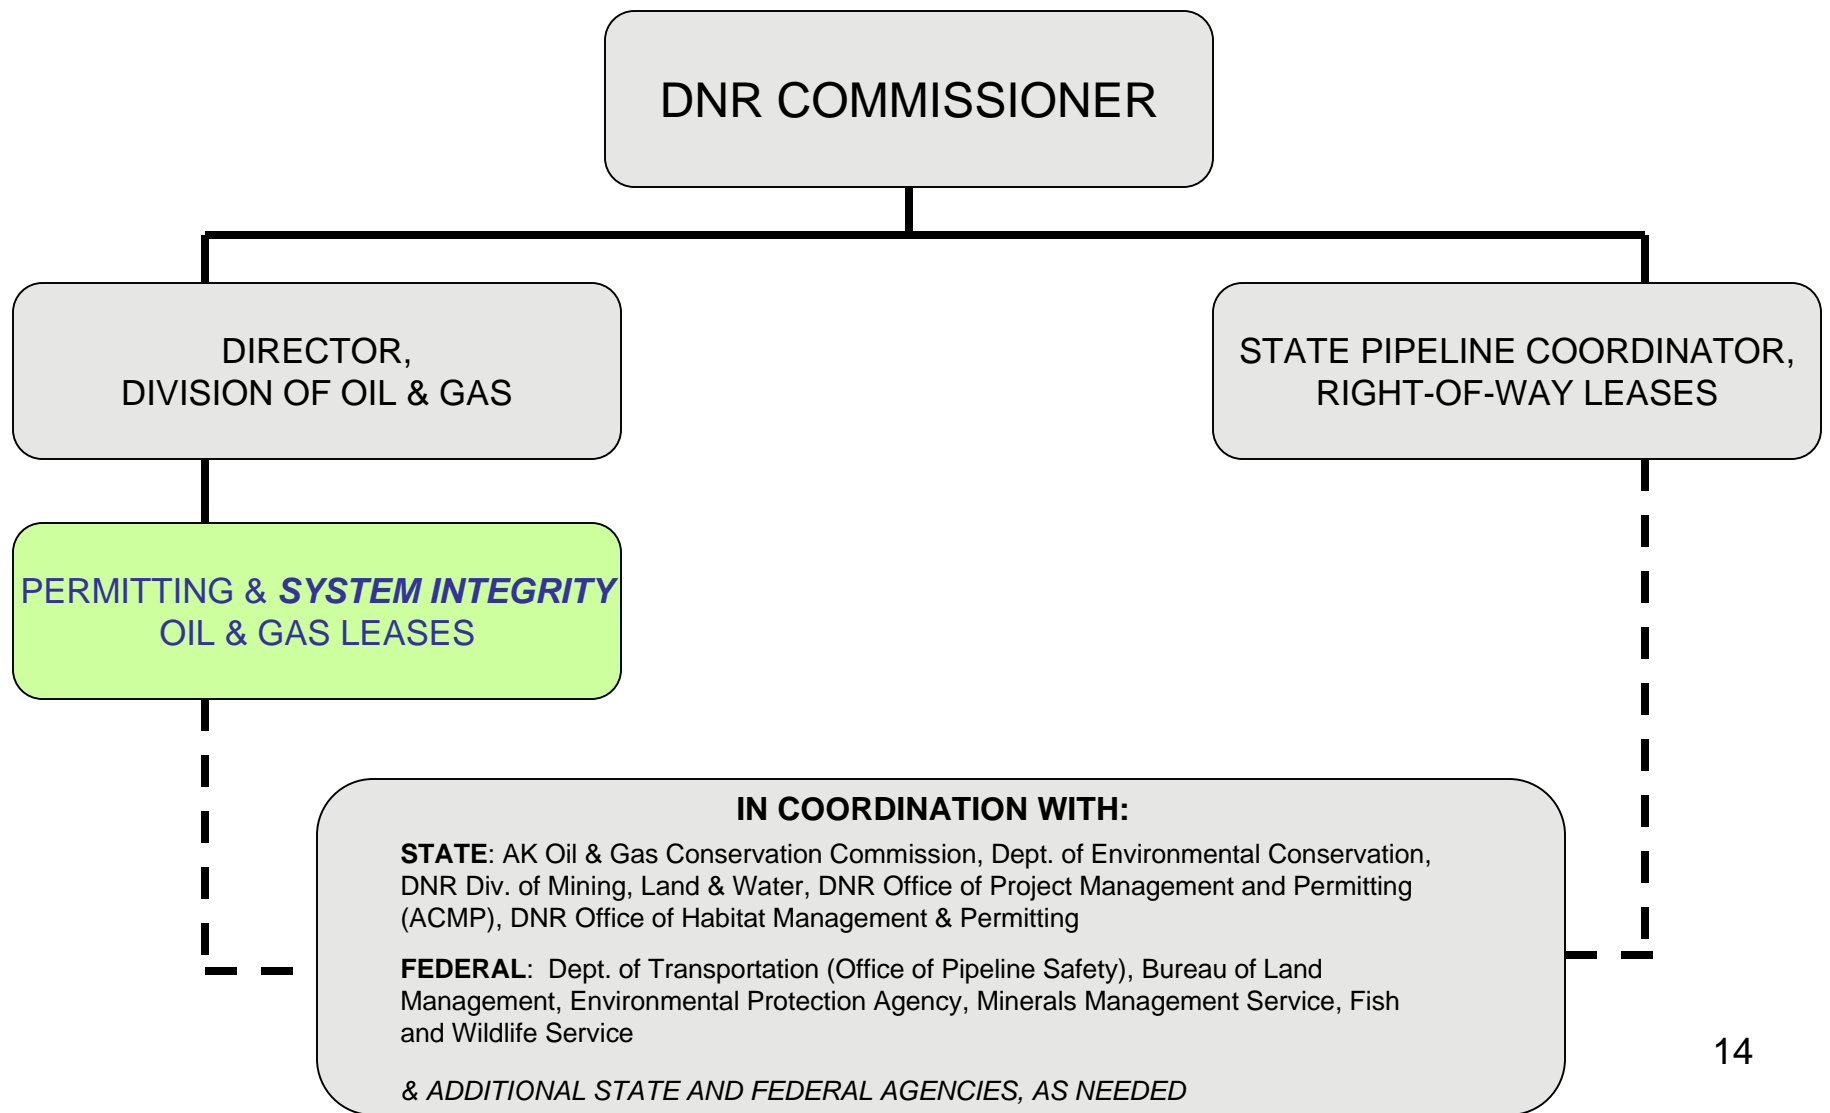 DNR COMMISSIONER
DIRECTOR,
DIVISION OF OIL & GAS
STATE PIPELINE COORDINATOR,
RIGHT-OF-WAY LEASES
PERMITTING & SYSTEM INTEGRITY
OIL & GAS LEASES
IN COORDINATION WITH:
STATE: AK Oil & Gas Conservation Commission, Dept. of Environmental Conservation,
DNR Div. of Mining, Land & Water, DNR Office of Project Management and Permitting
(ACMP), DNR Office of Habitat Management & Permitting
FEDERAL: Dept. of Transportation (Office of Pipeline Safety), Bureau of Land
Management, Environmental Protection Agency, Minerals Management Service, Fish
and Wildlife Service
& ADDITIONAL STATE AND FEDERAL AGENCIES, AS NEEDED
14